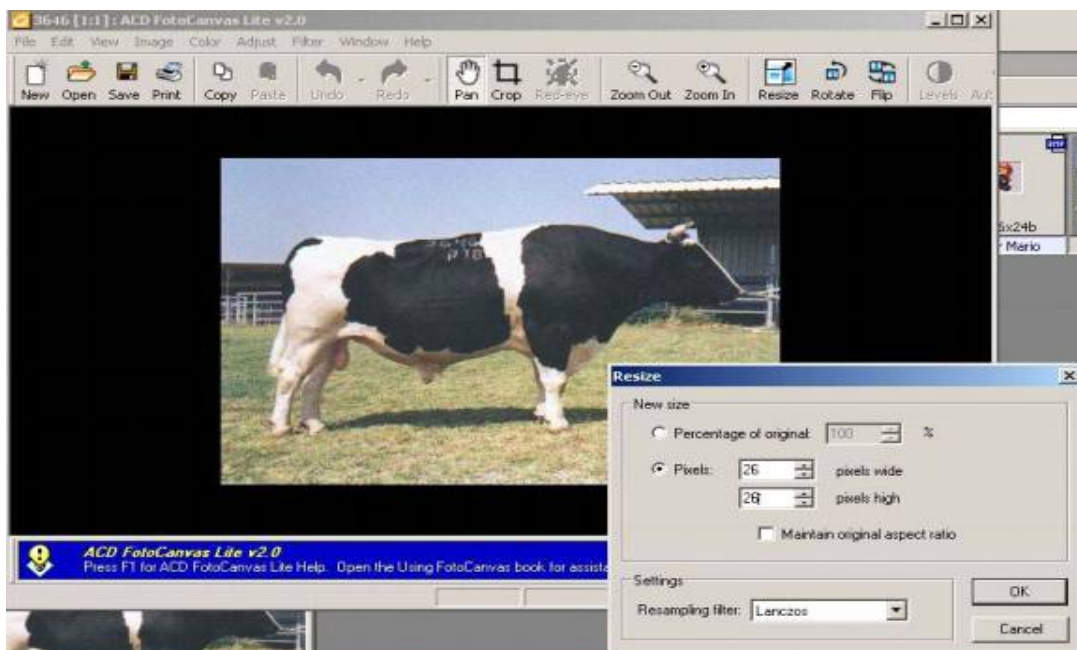 3646 [1:1] : ACD FotoCanvas Lite v2.0
File Edit View Image Color Adjust Filter Window Help
New Open Save Print Copy Paste Undo Redo Pan Crop Red-eye Zoom Out Zoom In Resize Rotate Flip Levels
3646
Mario
Resize
New size
Percentage of original: 100 %
Pixels: 26 pixels wide
26 pixels high
Maintain original aspect ratio
ACD FotoCanvas Lite v2.0
Press F1 for ACD FotoCanvas Lite Help. Open the Using FotoCanvas book for
Settings
Resampling filter: Lanczos
OK
Cancel